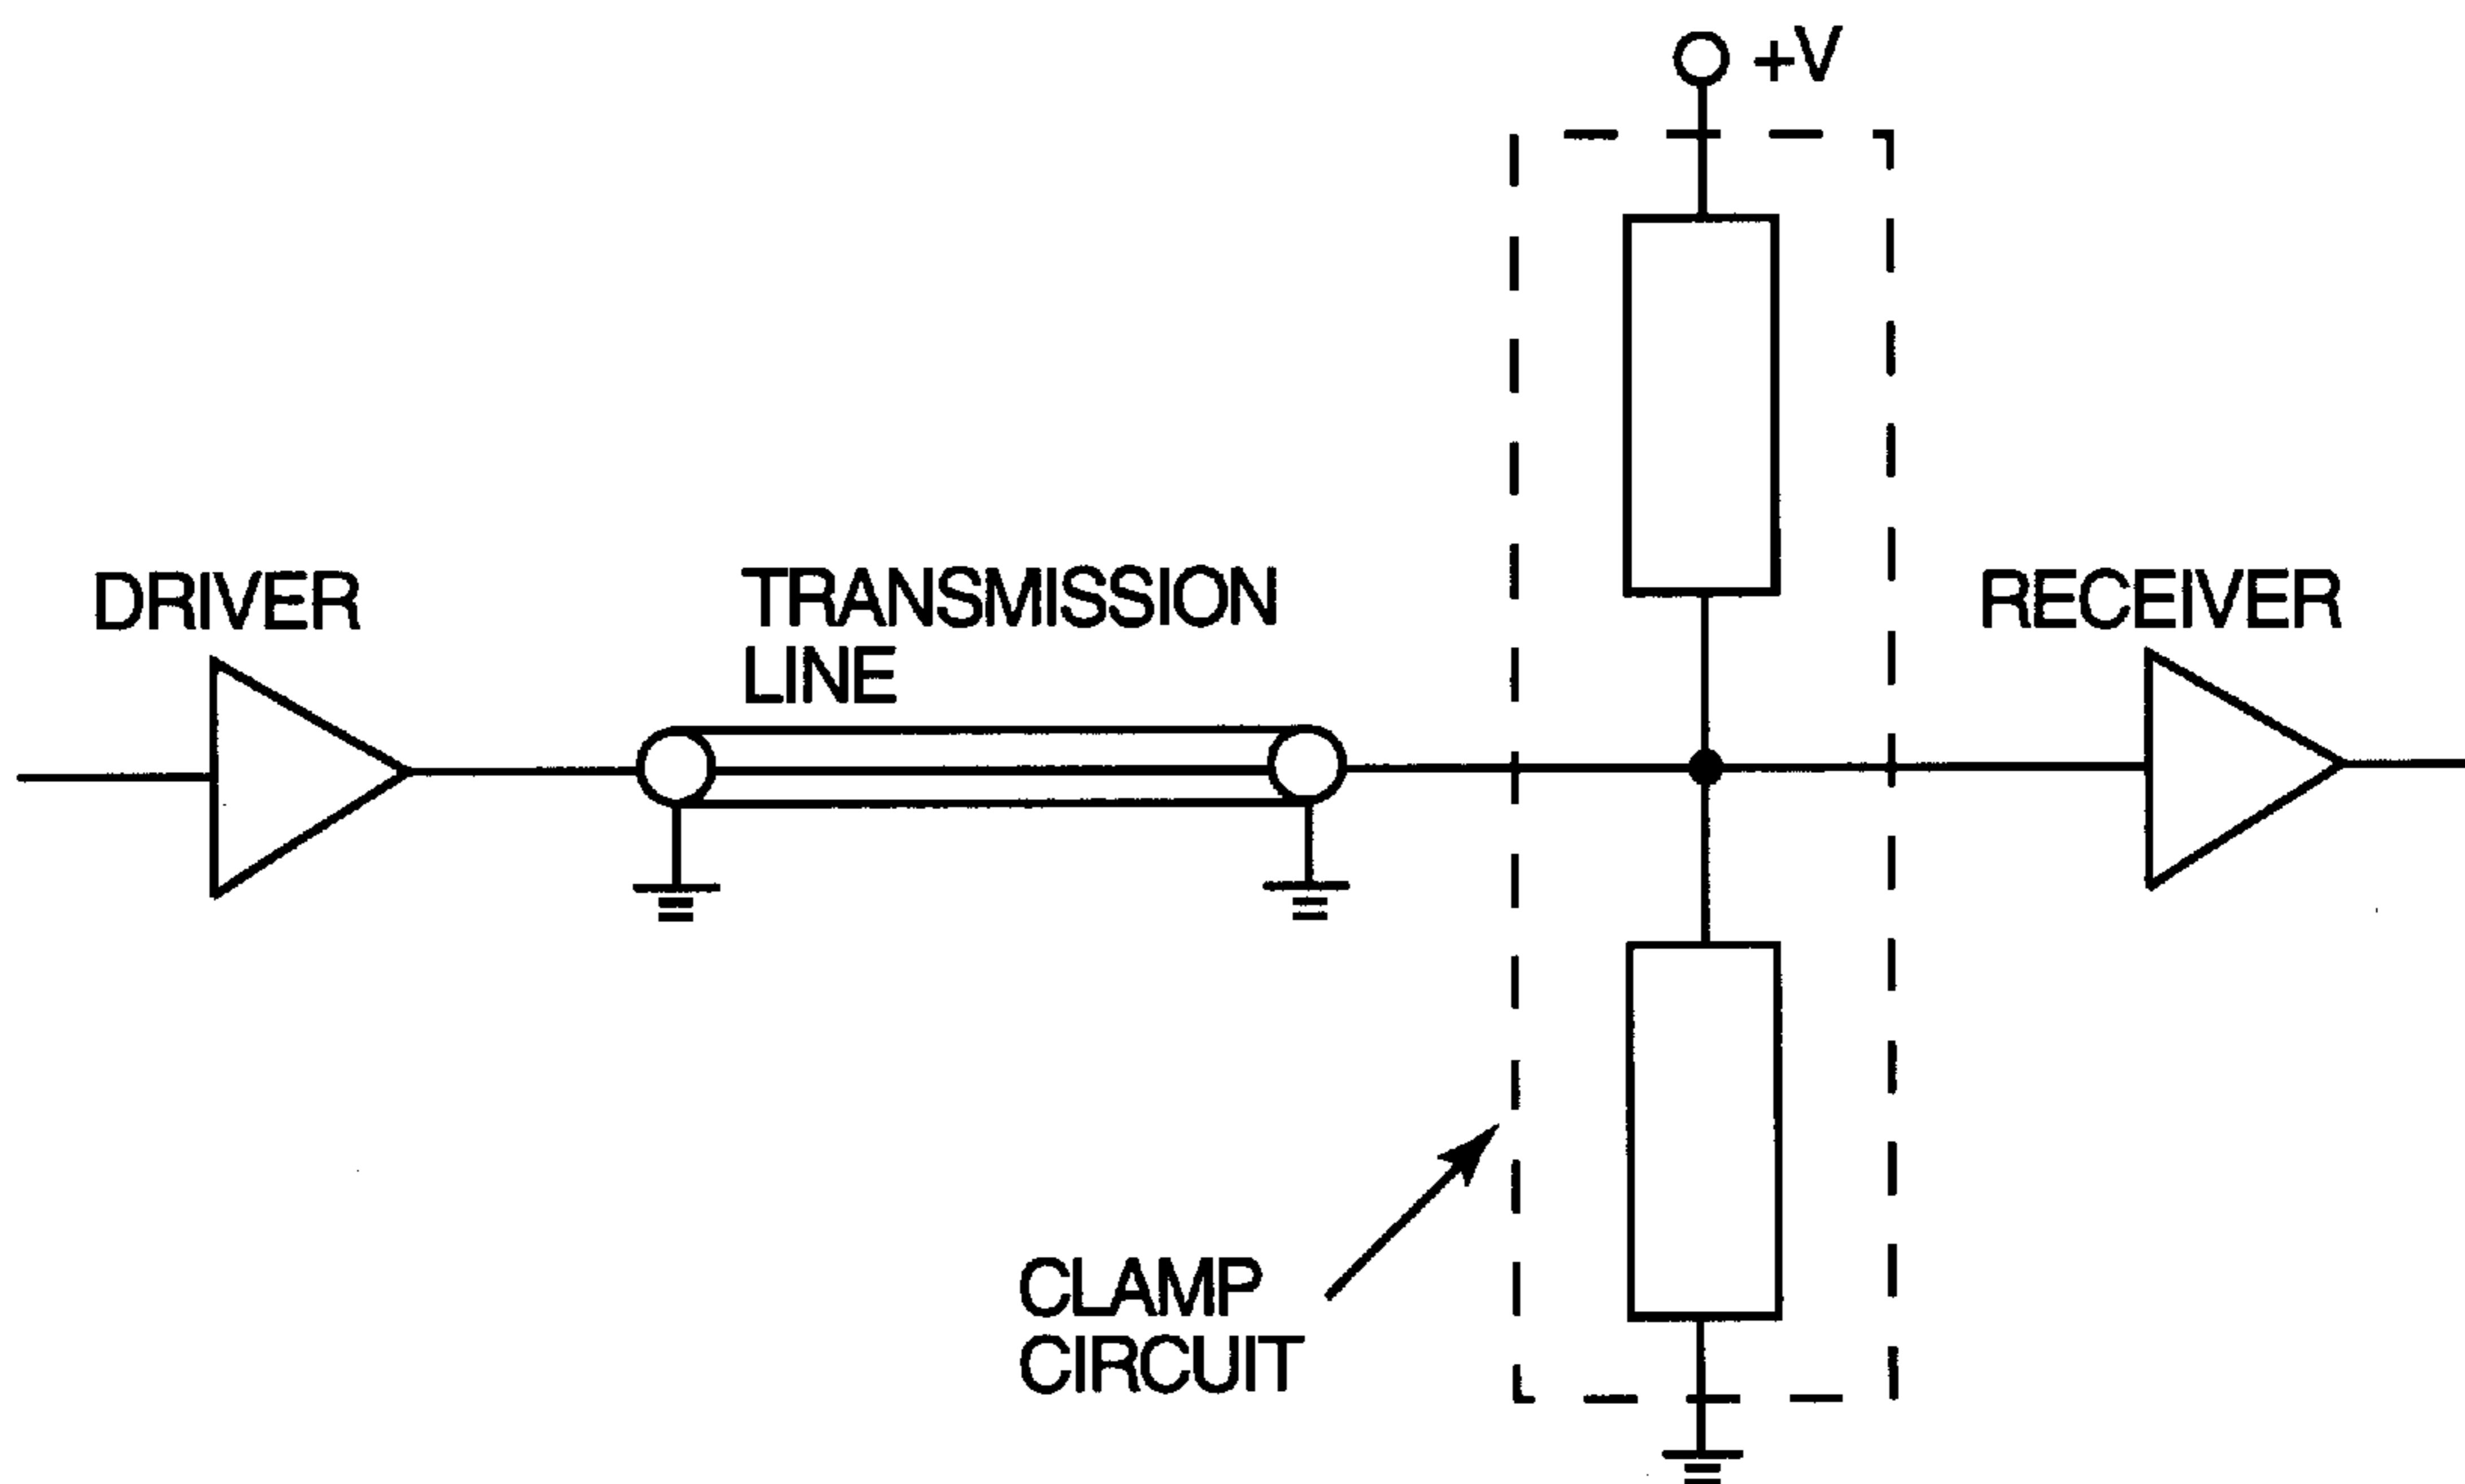 +V
DRIVER
TRANSMISSION
LINE
RECEIVER
CLAMP
CIRCUIT